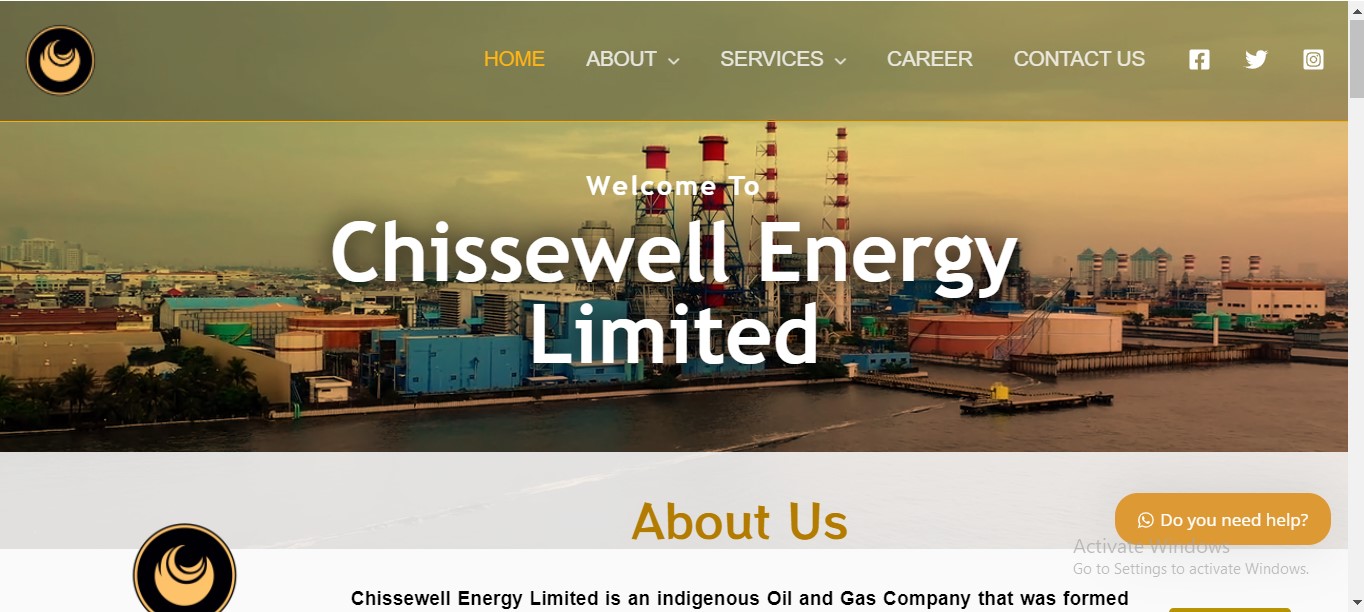 HOME ABOUT SERVICES CAREER CONTACT US
Welcome To
Chissewell Energy
Limited
About Us
Do you need help?
Activate Windows
Go to Settings to activate Windows.
Chissewell Energy Limited is an indigenous Oil and Gas Company that was formed